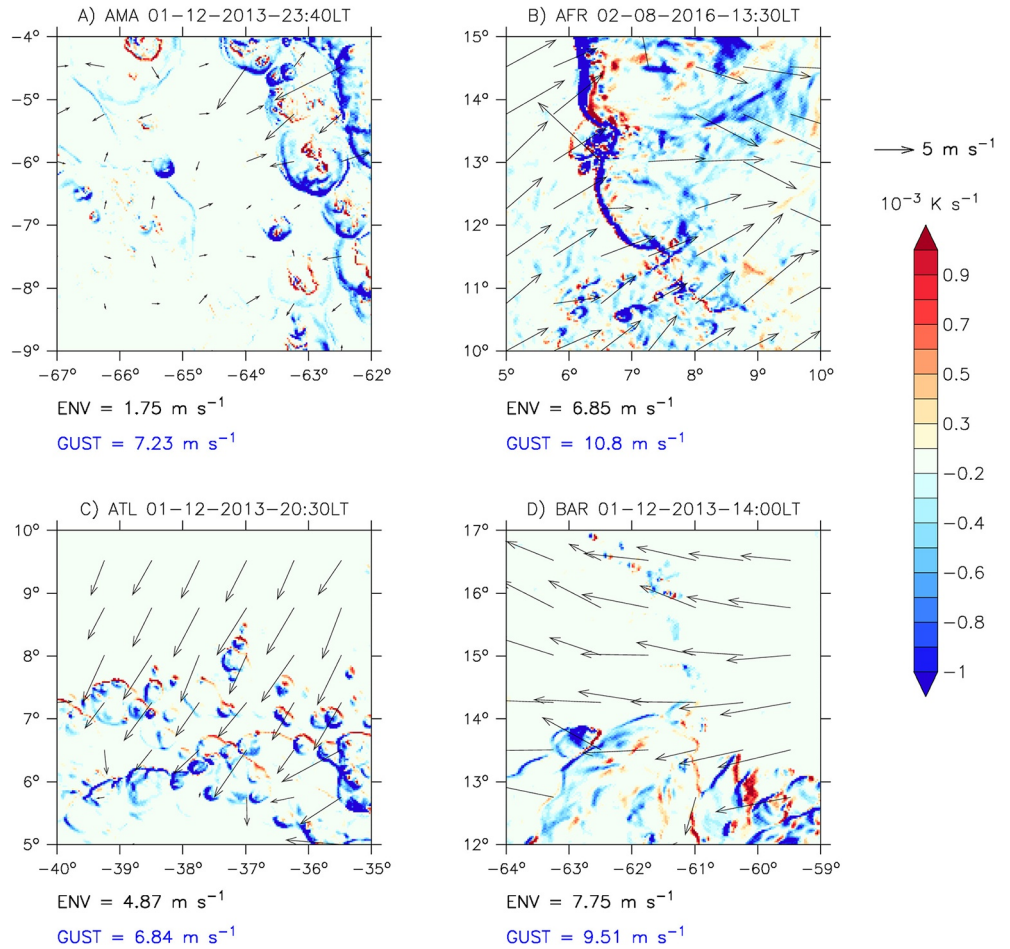 A) AMA 01-12-2013-23:40LT
-4°
-5°
-6°
-7°
-8°
-9°
-67° -66° -65° -64° -63° -62°
ENV = 1.75 m s⁻¹
GUST = 7.23 m s⁻¹
B) AFR 02-08-2016-13:30LT
15°
14°
13°
12°
11°
10°
5° 6° 7° 8° 9° 10°
ENV = 6.85 m s⁻¹
GUST = 10.8 m s⁻¹
5 m s⁻¹
10⁻³ K s⁻¹
0.9
0.7
0.5
0.3
-0.2
-0.4
-0.6
-0.8
-1
C) ATL 01-12-2013-20:30LT
10°
9°
8°
7°
6°
5°
-40° -39° -38° -37° -36° -35°
ENV = 4.87 m s⁻¹
GUST = 6.84 m s⁻¹
D) BAR 01-12-2013-14:00LT
17°
16°
15°
14°
13°
12°
-64° -63° -62° -61° -60° -59°
ENV = 7.75 m s⁻¹
GUST = 9.51 m s⁻¹